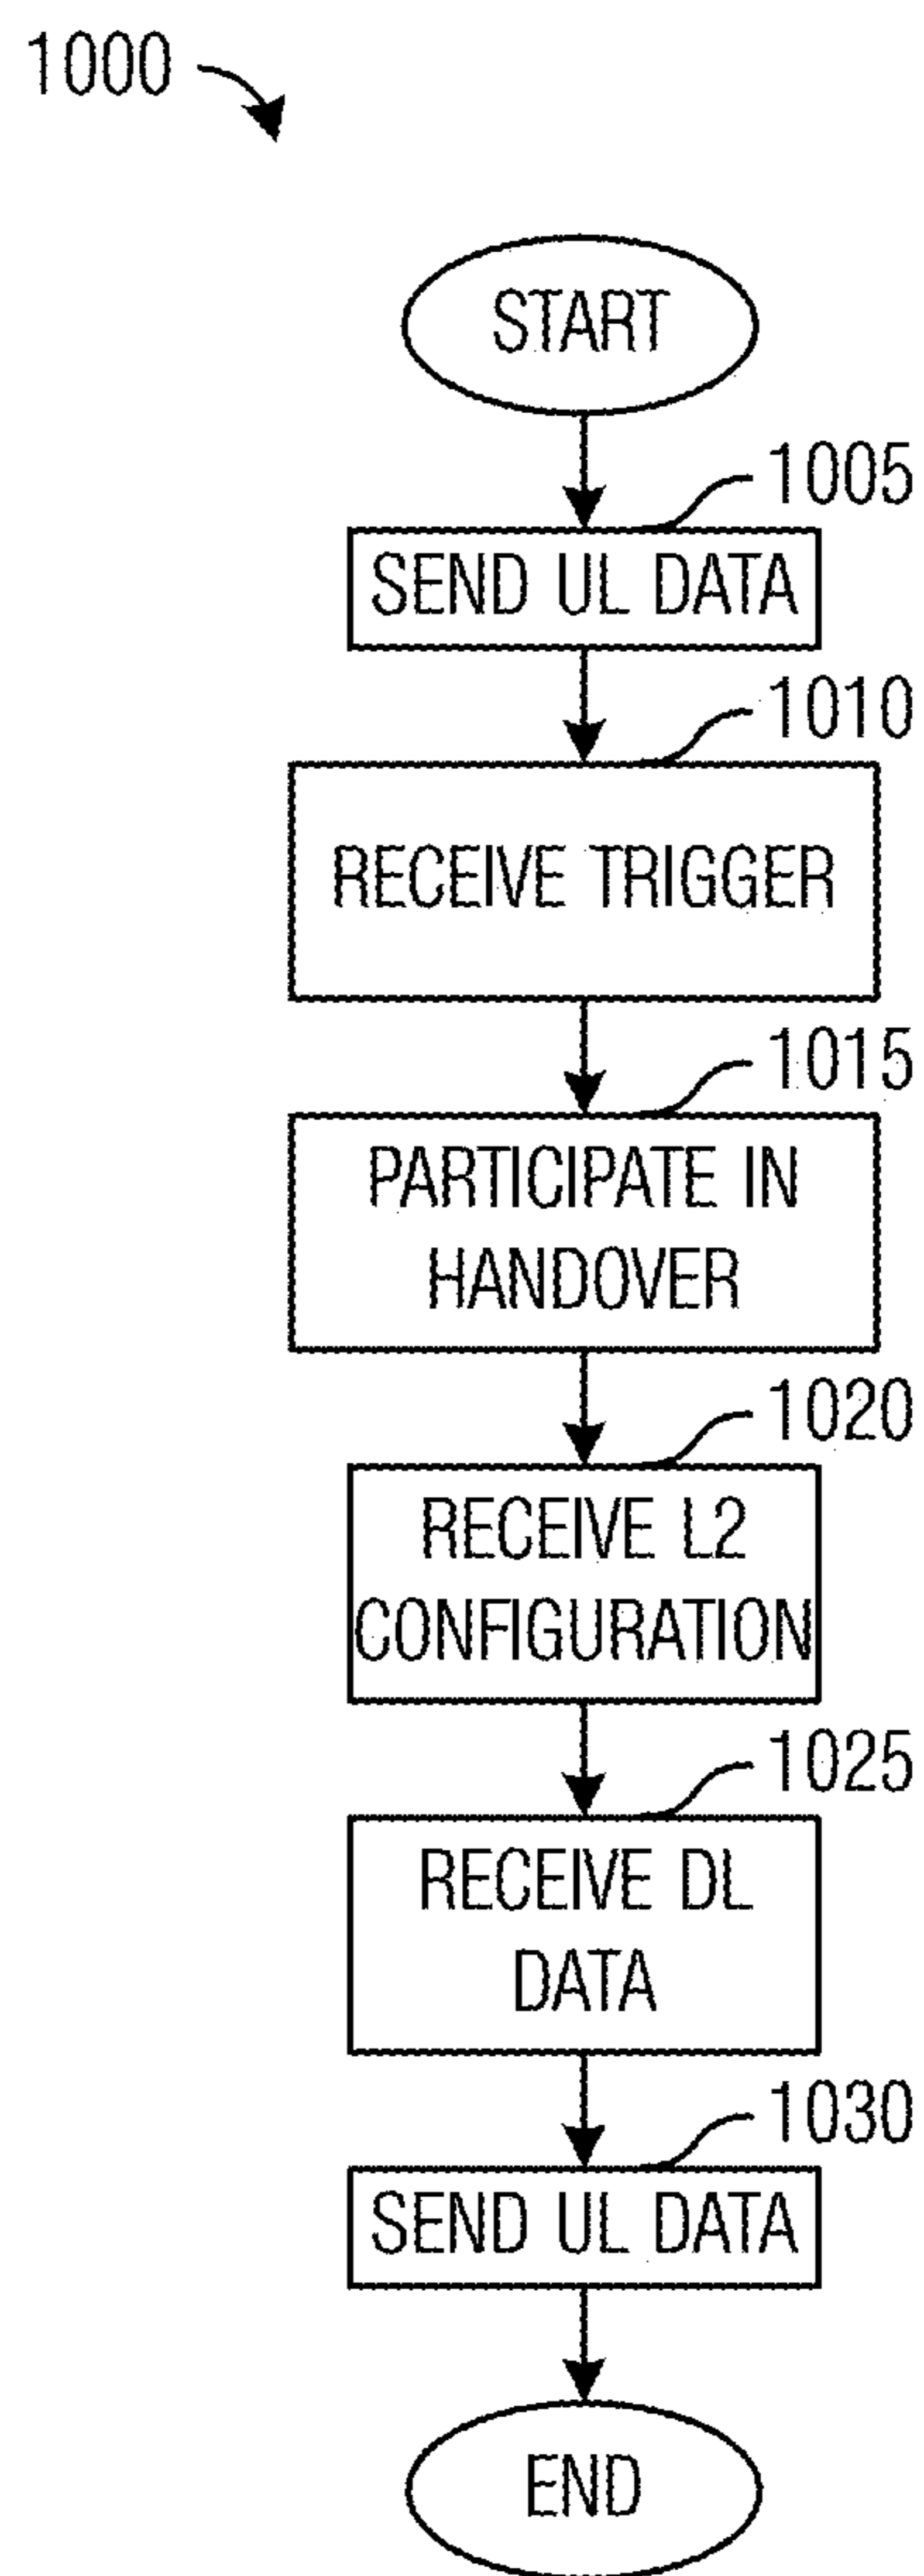 1000
START
1005
SEND UL DATA
1010
RECEIVE TRIGGER
1015
PARTICIPATE IN
HANDOVER
1020
RECEIVE L2
CONFIGURATION
1025
RECEIVE DL
DATA
1030
SEND UL DATA
END